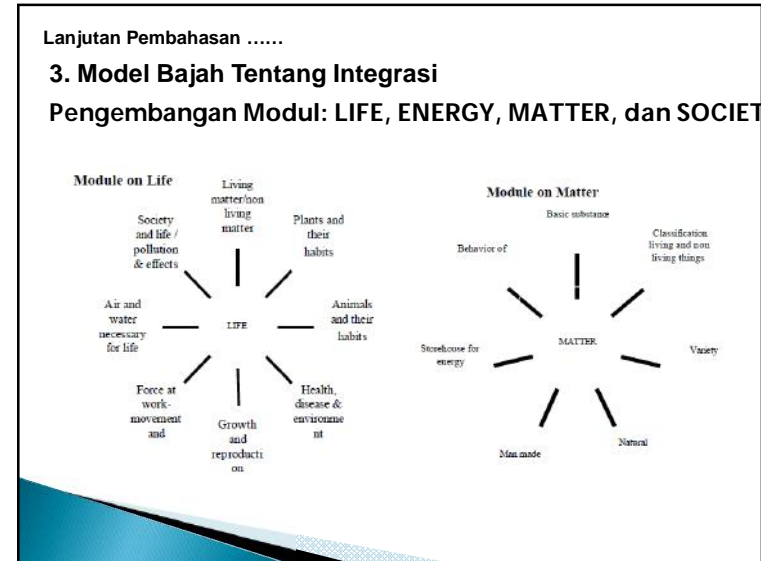 Lanjutan Pembahasan ……
3. Model Bajah Tentang Integrasi
Pengembangan Modul: LIFE, ENERGY, MATTER, dan SOCIET
Module on Life
Living
matter/non
living
matter
Plants and
their
habits
Animals
and their
habits
Health,
disease &
environme
nt
Growth
and
reproducti
on
Force at
work-
movement
and
Air and
water
necessary
for life
Society
and life /
pollution
& effects
LIFE
Module on Matter
Basic substance
Classification
living and non
living things
Variety
Natural
Man made
Storehouse for
energy
Behavior of
MATTER